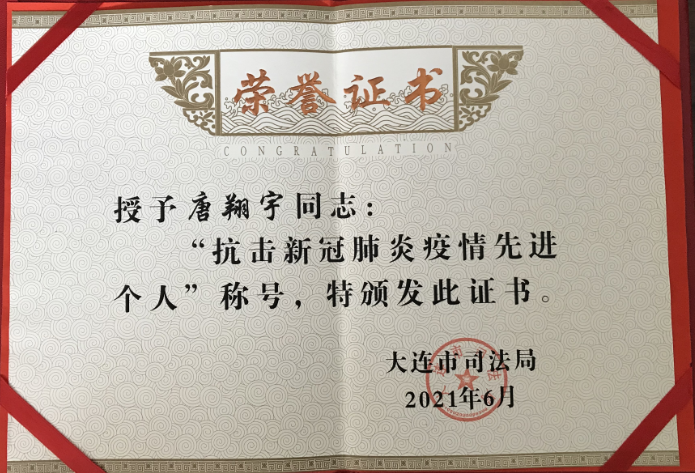 荣誉证书
CONGRATULATION
授予唐翔宇同志：
“抗击新冠肺炎疫情先进
个人”称号，特颁发此证书。
大连市司法局
2021年6月